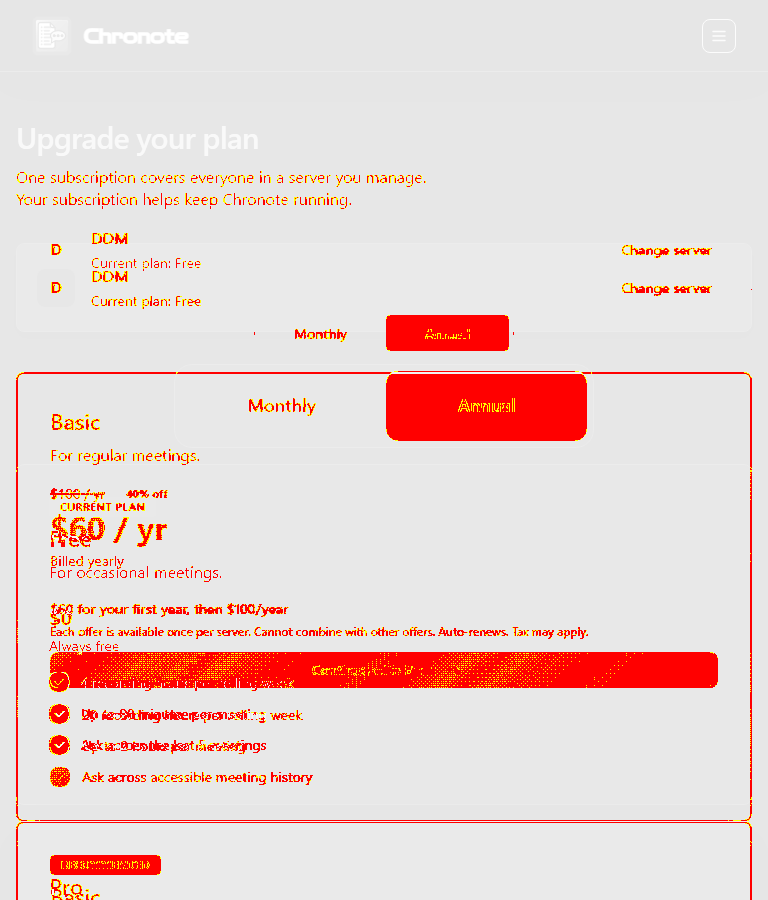 Chronote
Upgrade your plan
One subscription covers everyone in a server you manage.
Your subscription helps keep Chronote running.
D
DOM
Current plan: Free
Change server
D
DOM
Current plan: Free
Change server
Monthly
Annual
Monthly
Annual
Basic
For regular meetings.
$100 / yr
40% off
CURRENT PLAN
$60 / yr
Free
Billed yearly
For occasional meetings.
$60 for your first year, then $100/year
$0
Each offer is available once per server. Cannot combine with other offers. Auto-renews. Tax may apply.
Always free
Ask across accessible meeting history
Pro
Basic